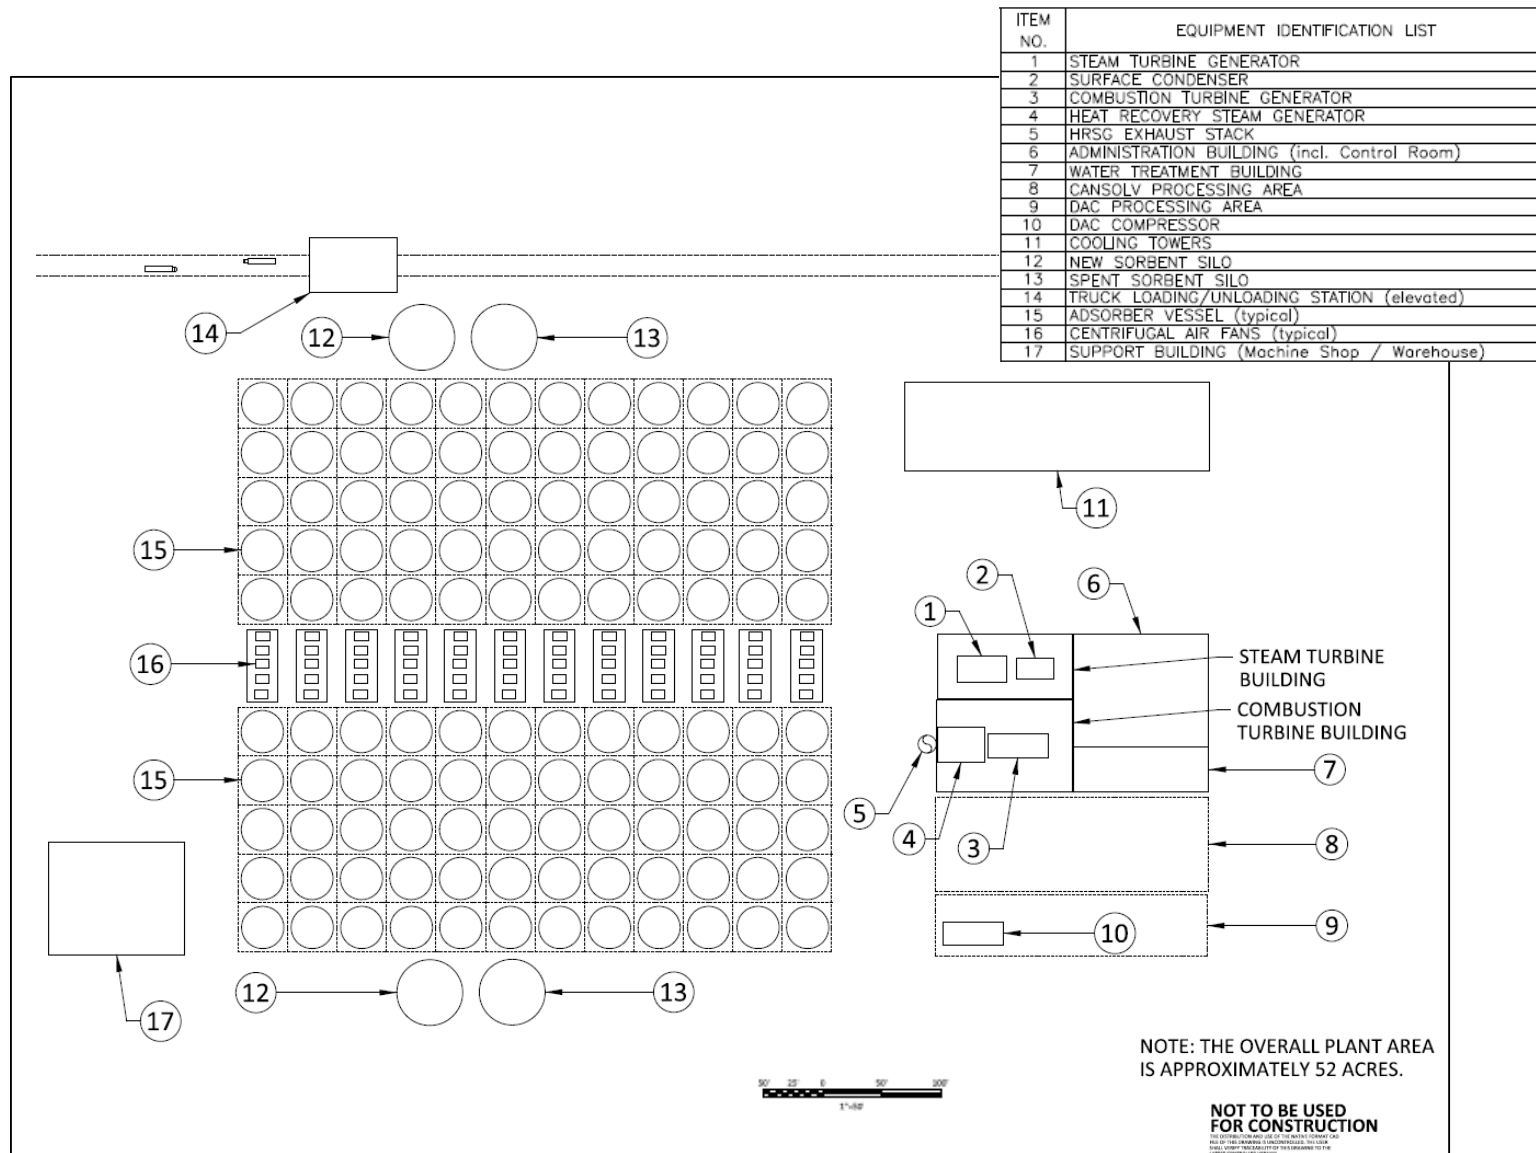 ITEM NO. EQUIPMENT IDENTIFICATION LIST
1 STEAM TURBINE GENERATOR
2 SURFACE CONDENSER
3 COMBUSTION TURBINE GENERATOR
4 HEAT RECOVERY STEAM GENERATOR
5 HRSG EXHAUST STACK
6 ADMINISTRATION BUILDING (incl. Control Room)
7 WATER TREATMENT BUILDING
8 CANSOLV PROCESSING AREA
9 DAC PROCESSING AREA
10 DAC COMPRESSOR
11 COOLING TOWERS
12 NEW SORBENT SILO
13 SPENT SORBENT SILO
14 TRUCK LOADING/UNLOADING STATION (elevated)
15 ADSORBER VESSEL (typical)
16 CENTRIFUGAL AIR FANS (typical)
17 SUPPORT BUILDING (Machine Shop / Warehouse)
14
12
13
11
15
2
6
1
16
STEAM TURBINE
BUILDING
COMBUSTION
TURBINE BUILDING
15
7
5
4
3
8
9
10
12
13
17
NOTE: THE OVERALL PLANT AREA
IS APPROXIMATELY 52 ACRES.
50' 25' 0 50' 100'
NOT TO BE USED
FOR CONSTRUCTION